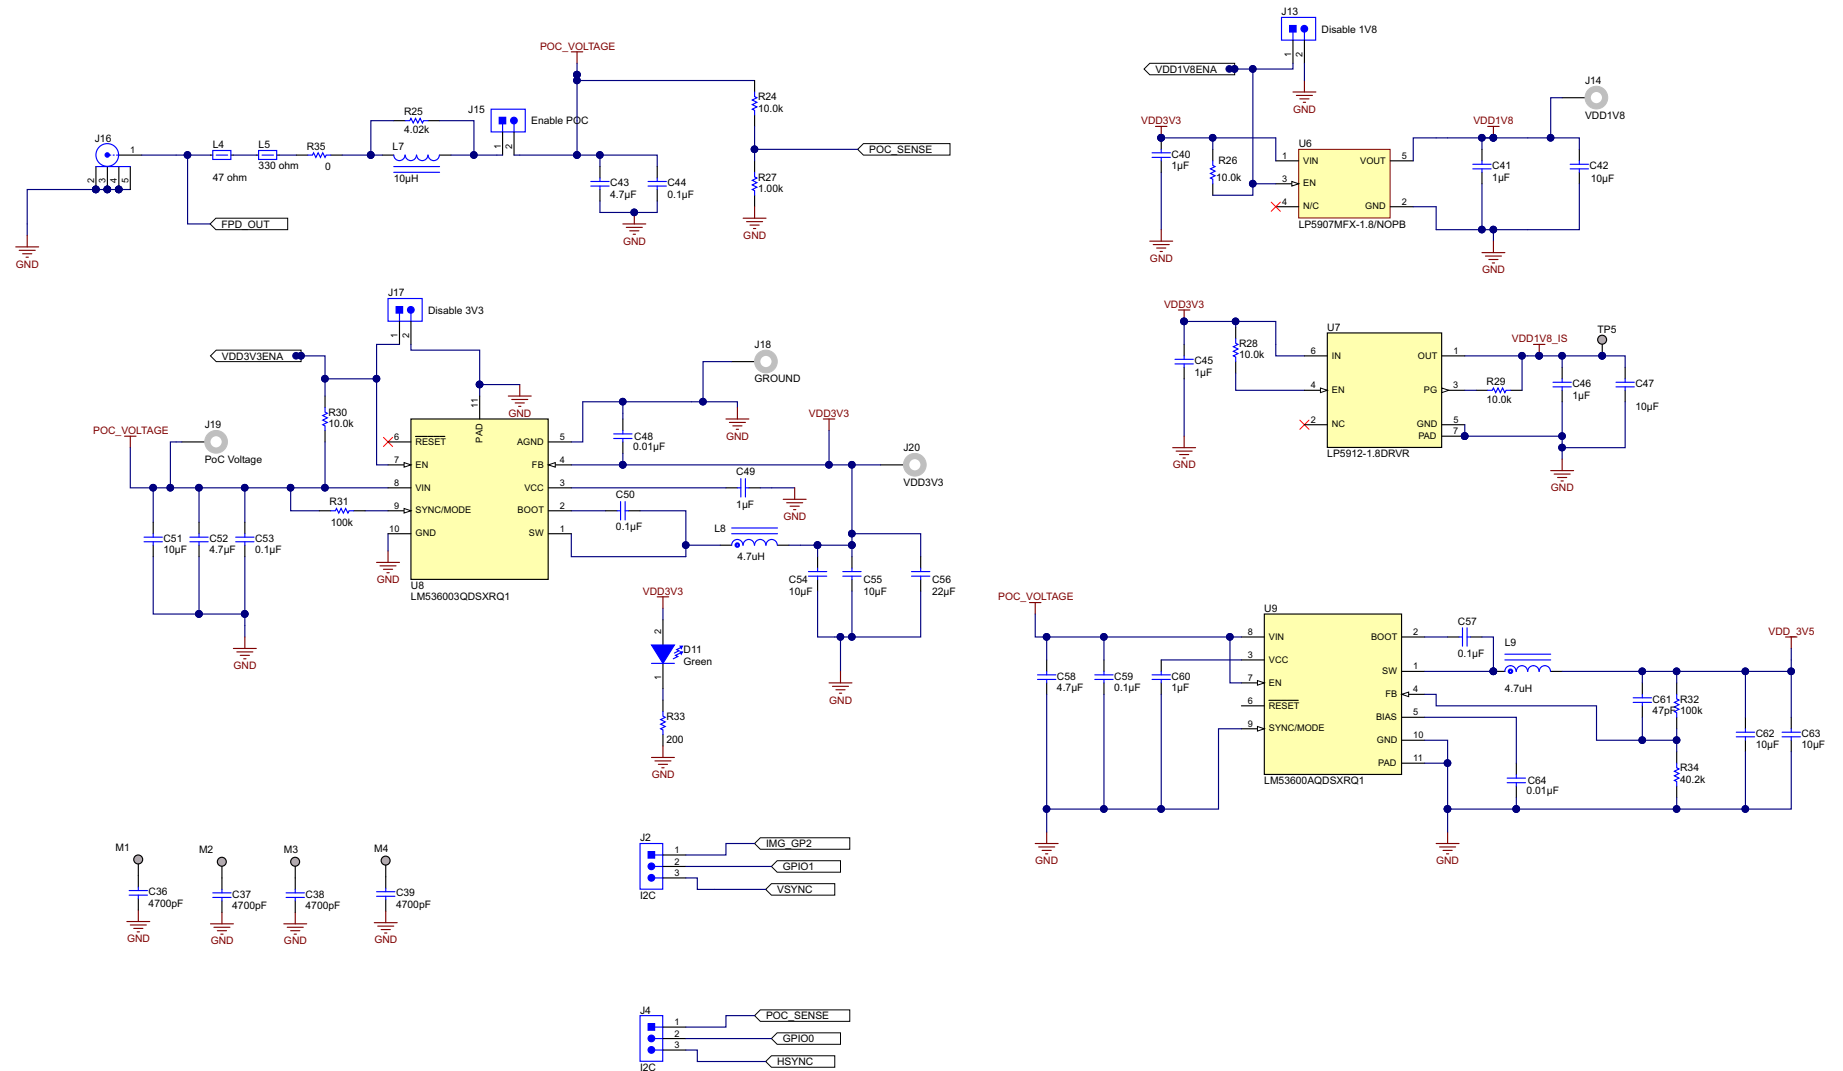 POC_VOLTAGE
J16
1
2
3
4
5
GND
FPD_OUT
L4
47 ohm
L5
330 ohm
R35
0
R25
4.02k
L7
10µH
J15
Enable POC
1
2
C43
4.7µF
C44
0.1µF
GND
R24
10.0k
R27
1.00k
GND
POC_SENSE
J13
Disable 1V8
1
2
GND
VDD1V8ENA
VDD3V3
C40
1µF
GND
R26
10.0k
U6
1
VIN
VOUT
5
3
EN
4
N/C
GND
2
LP5907MFX-1.8/NOPB
VDD1V8
J14
VDD1V8
C41
1µF
C42
10µF
GND
J17
Disable 3V3
1
2
VDD3V3ENA
R30
10.0k
POC_VOLTAGE
J19
PoC Voltage
C51
10µF
C52
4.7µF
C53
0.1µF
GND
R31
100k
GND
11
PAD
GND
6
RESET
AGND
5
7
EN
FB
4
8
VIN
VCC
3
9
SYNC/MODE
BOOT
2
10
GND
SW
1
U8
LM536003QDSXRQ1
J18
GROUND
GND
C48
0.01µF
VDD3V3
J20
VDD3V3
C49
1µF
GND
C50
0.1µF
L8
4.7uH
C54
10µF
C55
10µF
C56
22µF
GND
VDD3V3
2
D11
Green
1
R33
200
GND
VDD3V3
C45
1µF
GND
R28
10.0k
U7
6
IN
OUT
1
4
EN
PG
3
2
NC
GND
5
PAD
7
LP5912-1.8DRVR
R29
10.0k
VDD1V8_IS
TP5
C46
1µF
C47
10µF
GND
POC_VOLTAGE
C58
4.7µF
C59
0.1µF
C60
1µF
GND
U9
8
VIN
BOOT
2
3
VCC
SW
1
7
EN
FB
4
6
RESET
BIAS
5
9
SYNC/MODE
GND
10
PAD
11
LM53600AQDSXRQ1
C57
0.1µF
L9
4.7uH
VDD_3V5
C61
47pF
R32
100k
R34
40.2k
C62
10µF
C63
10µF
C64
0.01µF
GND
M1
C36
4700pF
GND
M2
C37
4700pF
GND
M3
C38
4700pF
GND
M4
C39
4700pF
GND
J2
1
IMG_GP2
2
GPIO1
3
VSYNC
I2C
J4
1
POC_SENSE
2
GPIO0
3
HSYNC
I2C